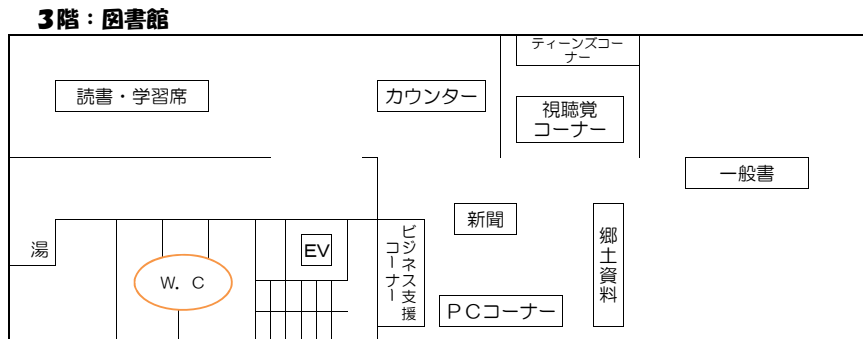 3階：図書館
ティーンズコー
ナー
読書・学習席
カウンター
視聴覚
コーナー
一般書
新聞
湯
EV
ビジネス支援
コーナー
郷土資料
W．C
ＰＣコーナー